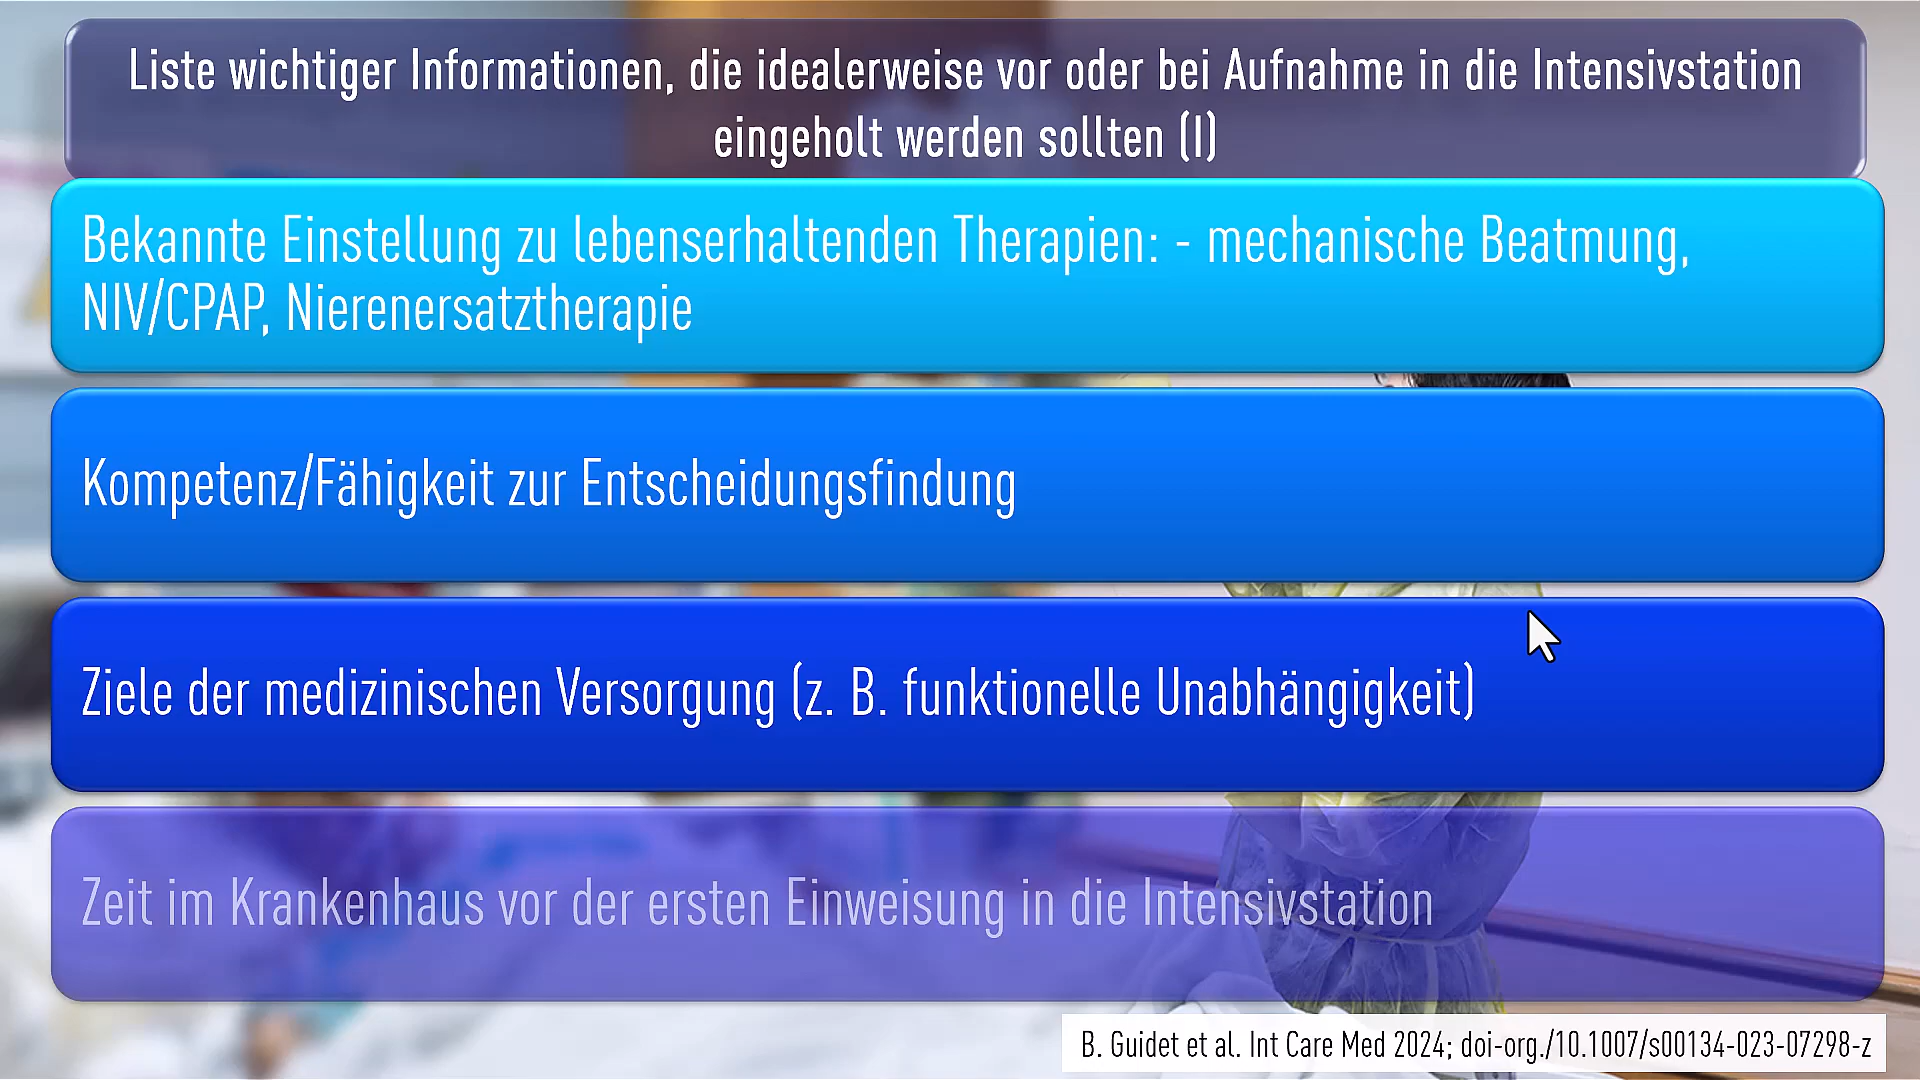 Liste wichtiger Informationen, die idealerweise vor oder bei Aufnahme in die Intensivstation
eingeholt werden sollten (I)
Bekannte Einstellung zu lebenserhaltenden Therapien: - mechanische Beatmung,
NIV/CPAP, Nierenersatztherapie
Kompetenz/Fähigkeit zur Entscheidungsfindung
Ziele der medizinischen Versorgung (z. B. funktionelle Unabhängigkeit)
Zeit im Krankenhaus vor der ersten Einweisung in die Intensivstation
B. Guidet et al. Int Care Med 2024; doi-org./10.1007/s00134-023-07298-z